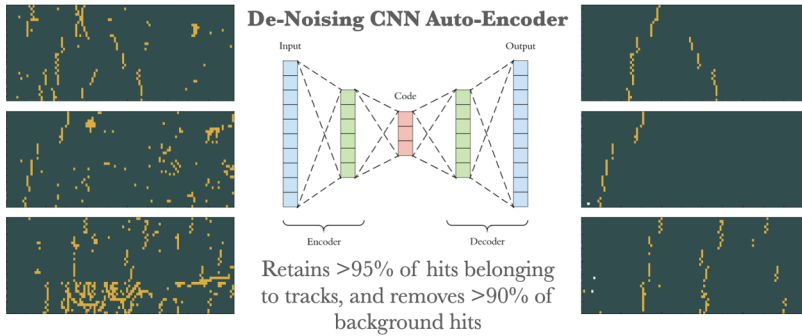 De-Noising CNN Auto-Encoder
Input
Output
Code
Encoder
Decoder
Retains >95% of hits belonging
to tracks, and removes >90% of
background hits